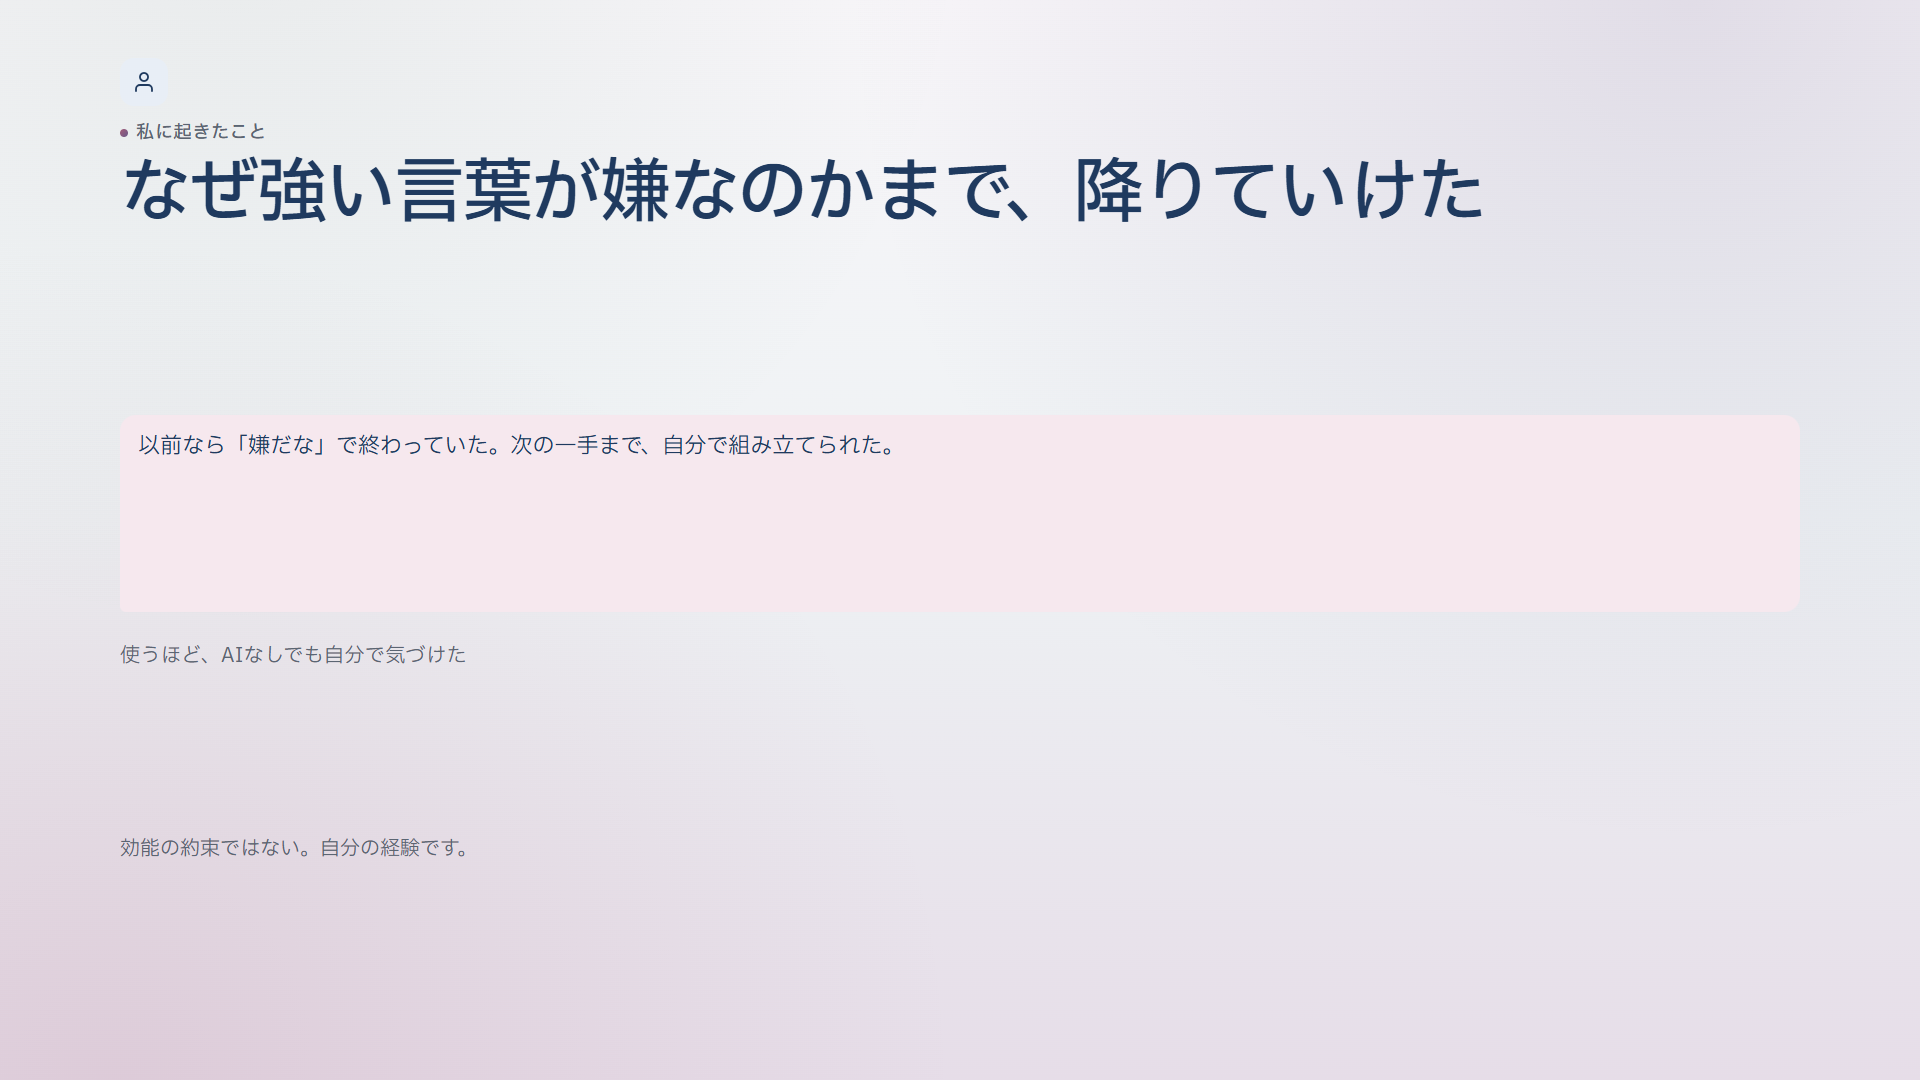 私に起きたこと
なぜ強い言葉が嫌なのかまで、降りていけた
以前なら「嫌だな」で終わっていた。次の一手まで、自分で組み立てられた。
使うほど、AIなしでも自分で気づけた
効能の約束ではない。自分の経験です。